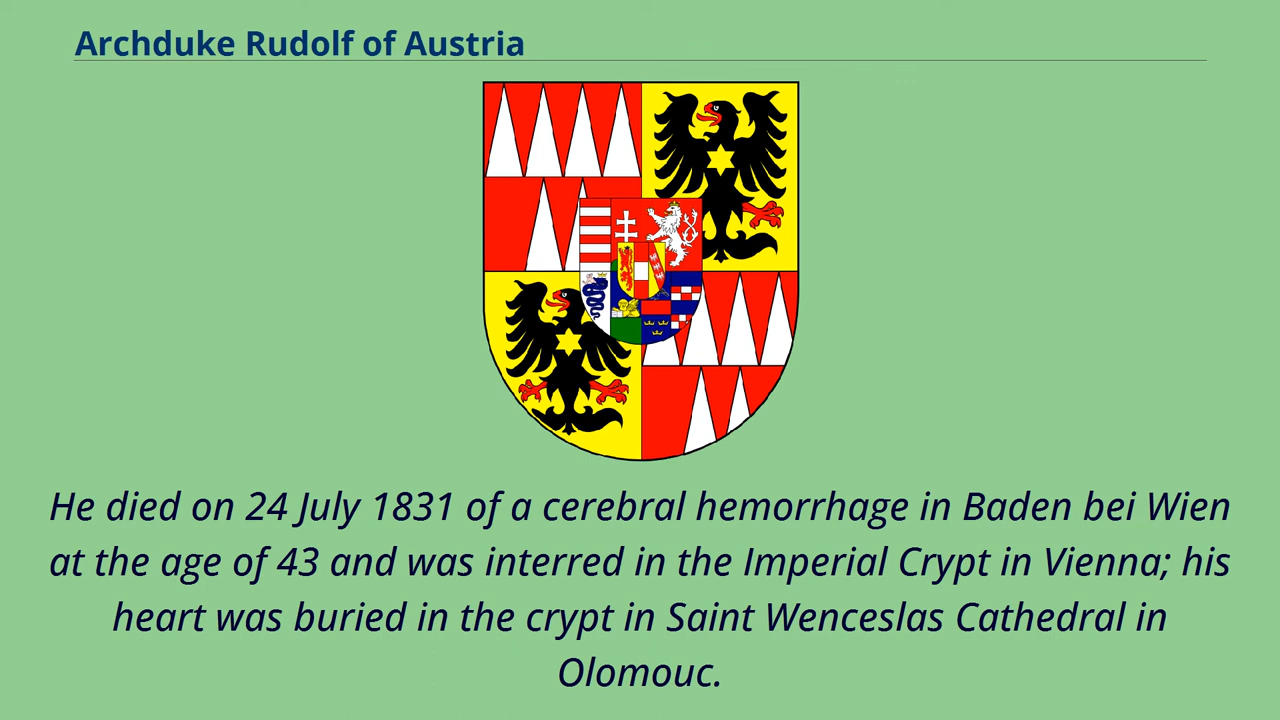 Archduke Rudolf of Austria
He died on 24 July 1831 of a cerebral hemorrhage in Baden bei Wien
at the age of 43 and was interred in the Imperial Crypt in Vienna; his
heart was buried in the crypt in Saint Wenceslas Cathedral in
Olomouc.